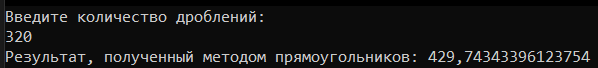 Введите количество дроблений:
320
Результат, полученный методом прямоугольников: 429,74343396123754